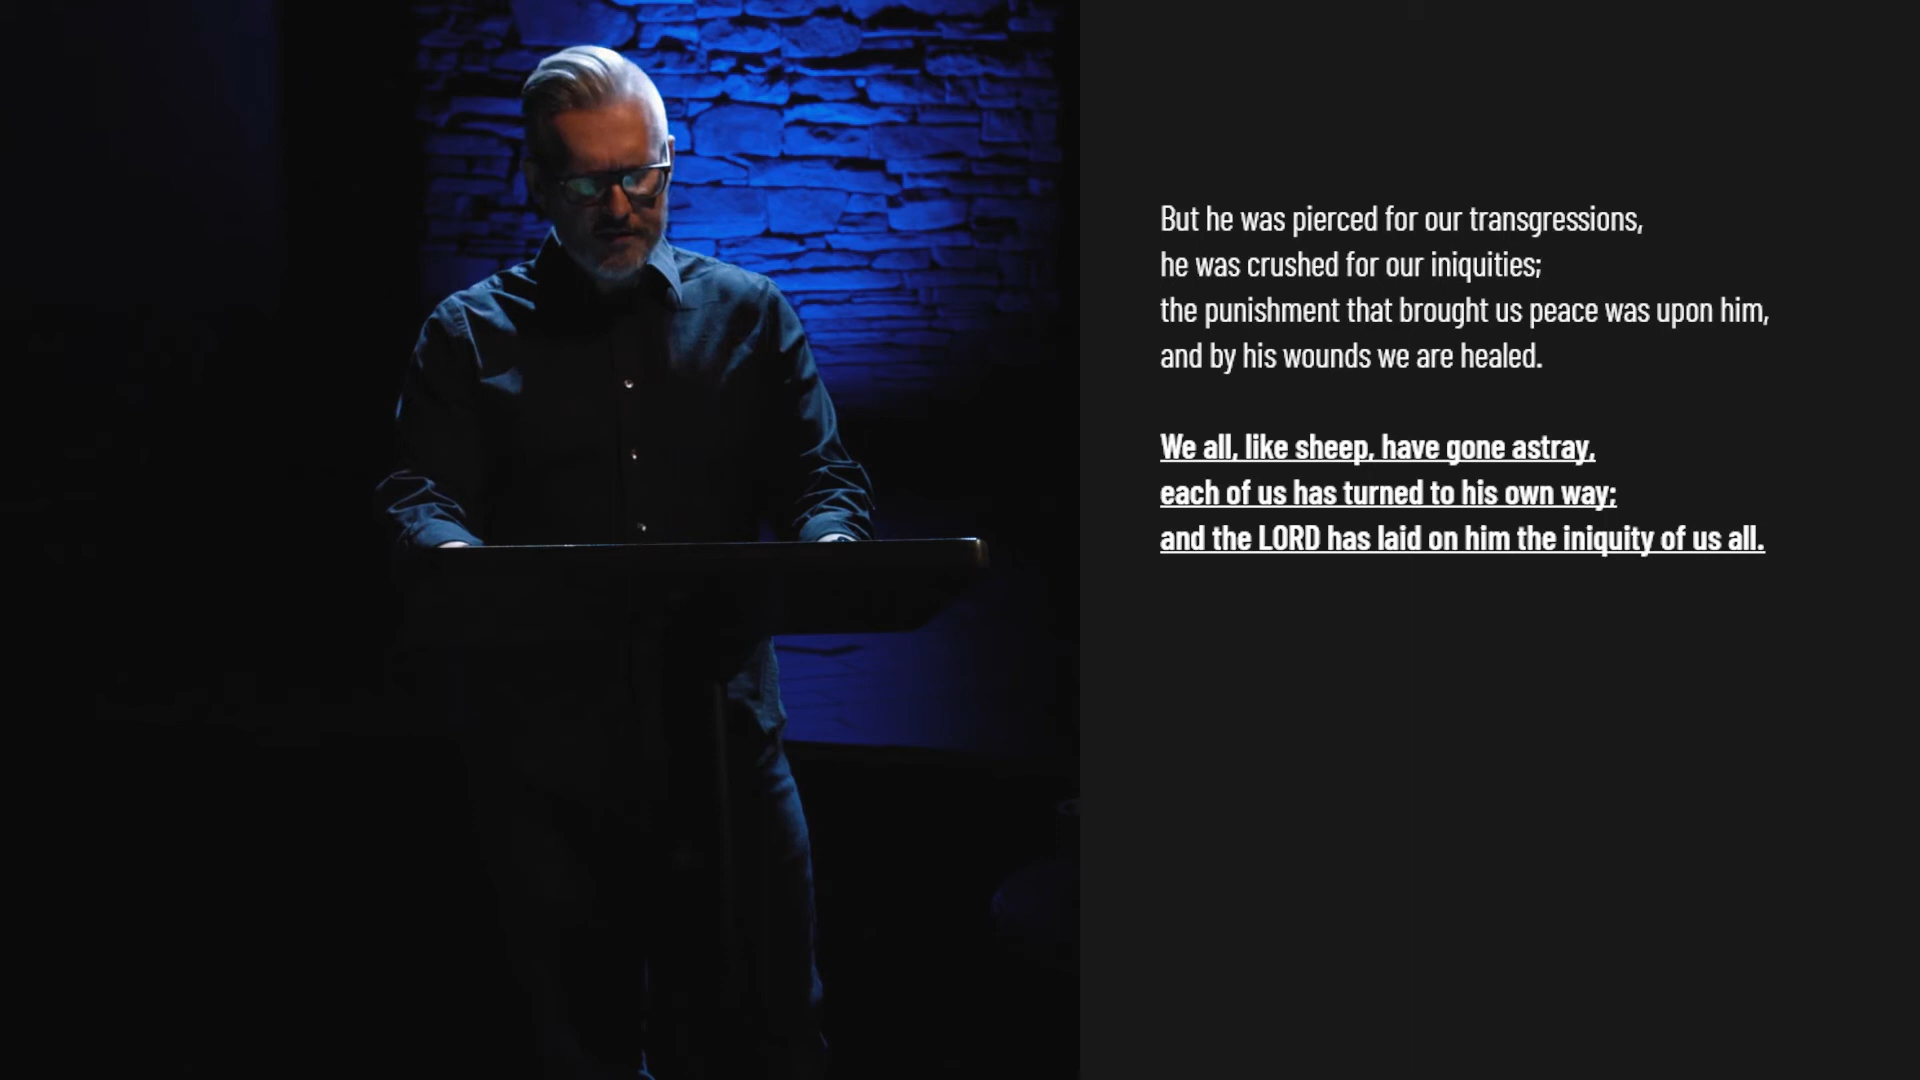 But he was pierced for our transgressions,
he was crushed for our iniquities;
the punishment that brought us peace was upon him,
and by his wounds we are healed.
We all, like sheep, have gone astray,
each of us has turned to his own way;
and the LORD has laid on him the iniquity of us all.